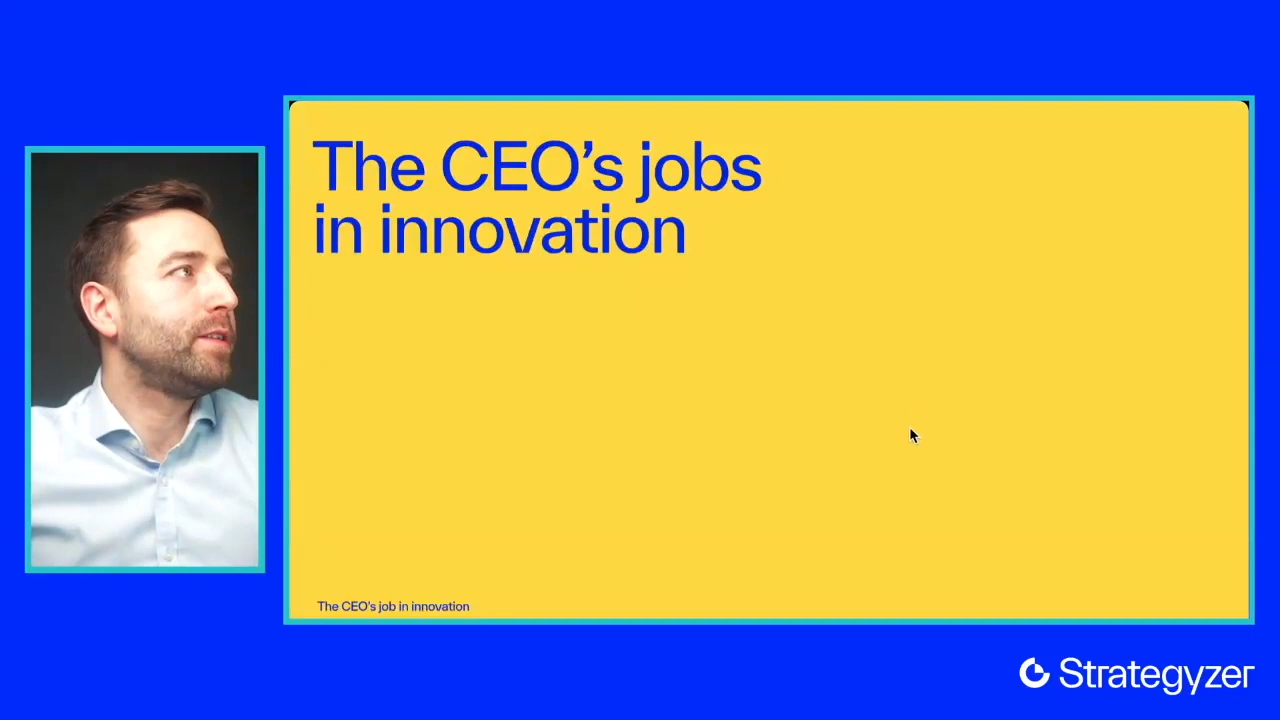 The CEO’s jobs
in innovation
The CEO’s job in innovation
Strategyzer